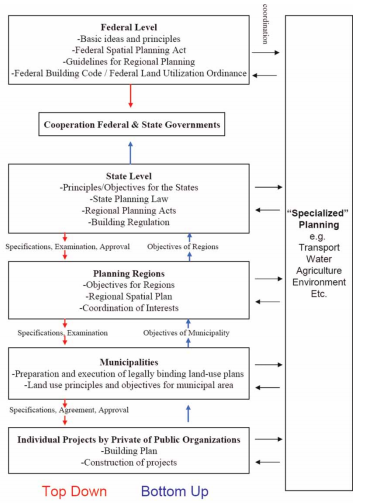 Federal Level
-Basic ideas and principles
-Federal Spatial Planning Act
-Guidelines for Regional Planning
-Federal Building Code / Federal Land Utilization Ordinance
coordination
Cooperation Federal & State Governments
State Level
-Principles/Objectives for the States
-State Planning Law
-Regional Planning Acts
-Building Regulation
Specifications, Examination, Approval
Objectives of Regions
Planning Regions
-Objectives for Regions
-Regional Spatial Plan
-Coordination of Interests
Specifications, Examination
Objectives of Municipality
Municipalities
-Preparation and execution of legally binding land-use plans
-Land use principles and objectives for municipal area
Specifications, Agreement, Approval
Individual Projects by Private of Public Organizations
-Building Plan
-Construction of projects
"Specialized"
Planning
e.g.
Transport
Water
Agriculture
Environment
Etc.
Top Down
Bottom Up